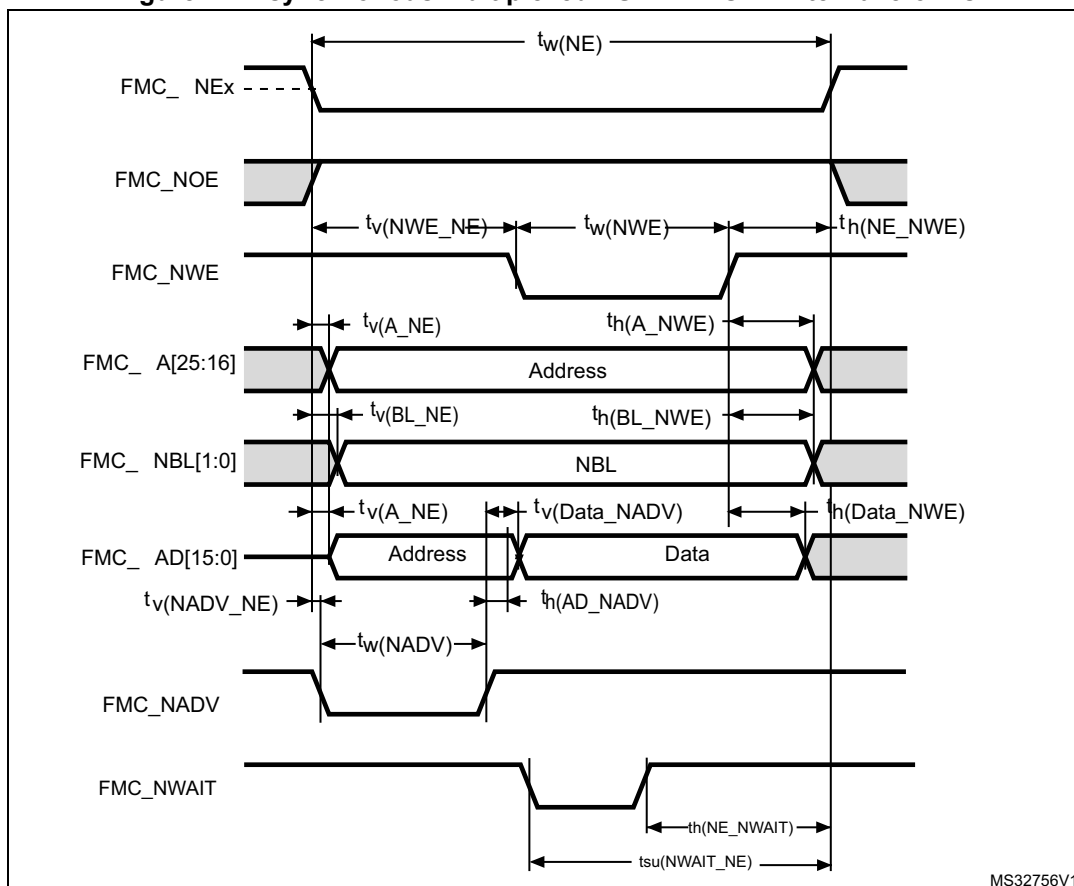 tw(NE)
FMC_ NEx
FMC_NOE
tv(NWE_NE)
tw(NWE)
th(NE_NWE)
FMC_NWE
tv(A_NE)
th(A_NWE)
FMC_ A[25:16]
Address
tv(BL_NE)
th(BL_NWE)
FMC_ NBL[1:0]
NBL
tv(A_NE)
tv(Data_NADV)
th(Data_NWE)
FMC_ AD[15:0]
Address
Data
tv(NADV_NE)
th(AD_NADV)
tw(NADV)
FMC_NADV
FMC_NWAIT
th(NE_NWAIT)
tsu(NWAIT_NE)
MS32756V1